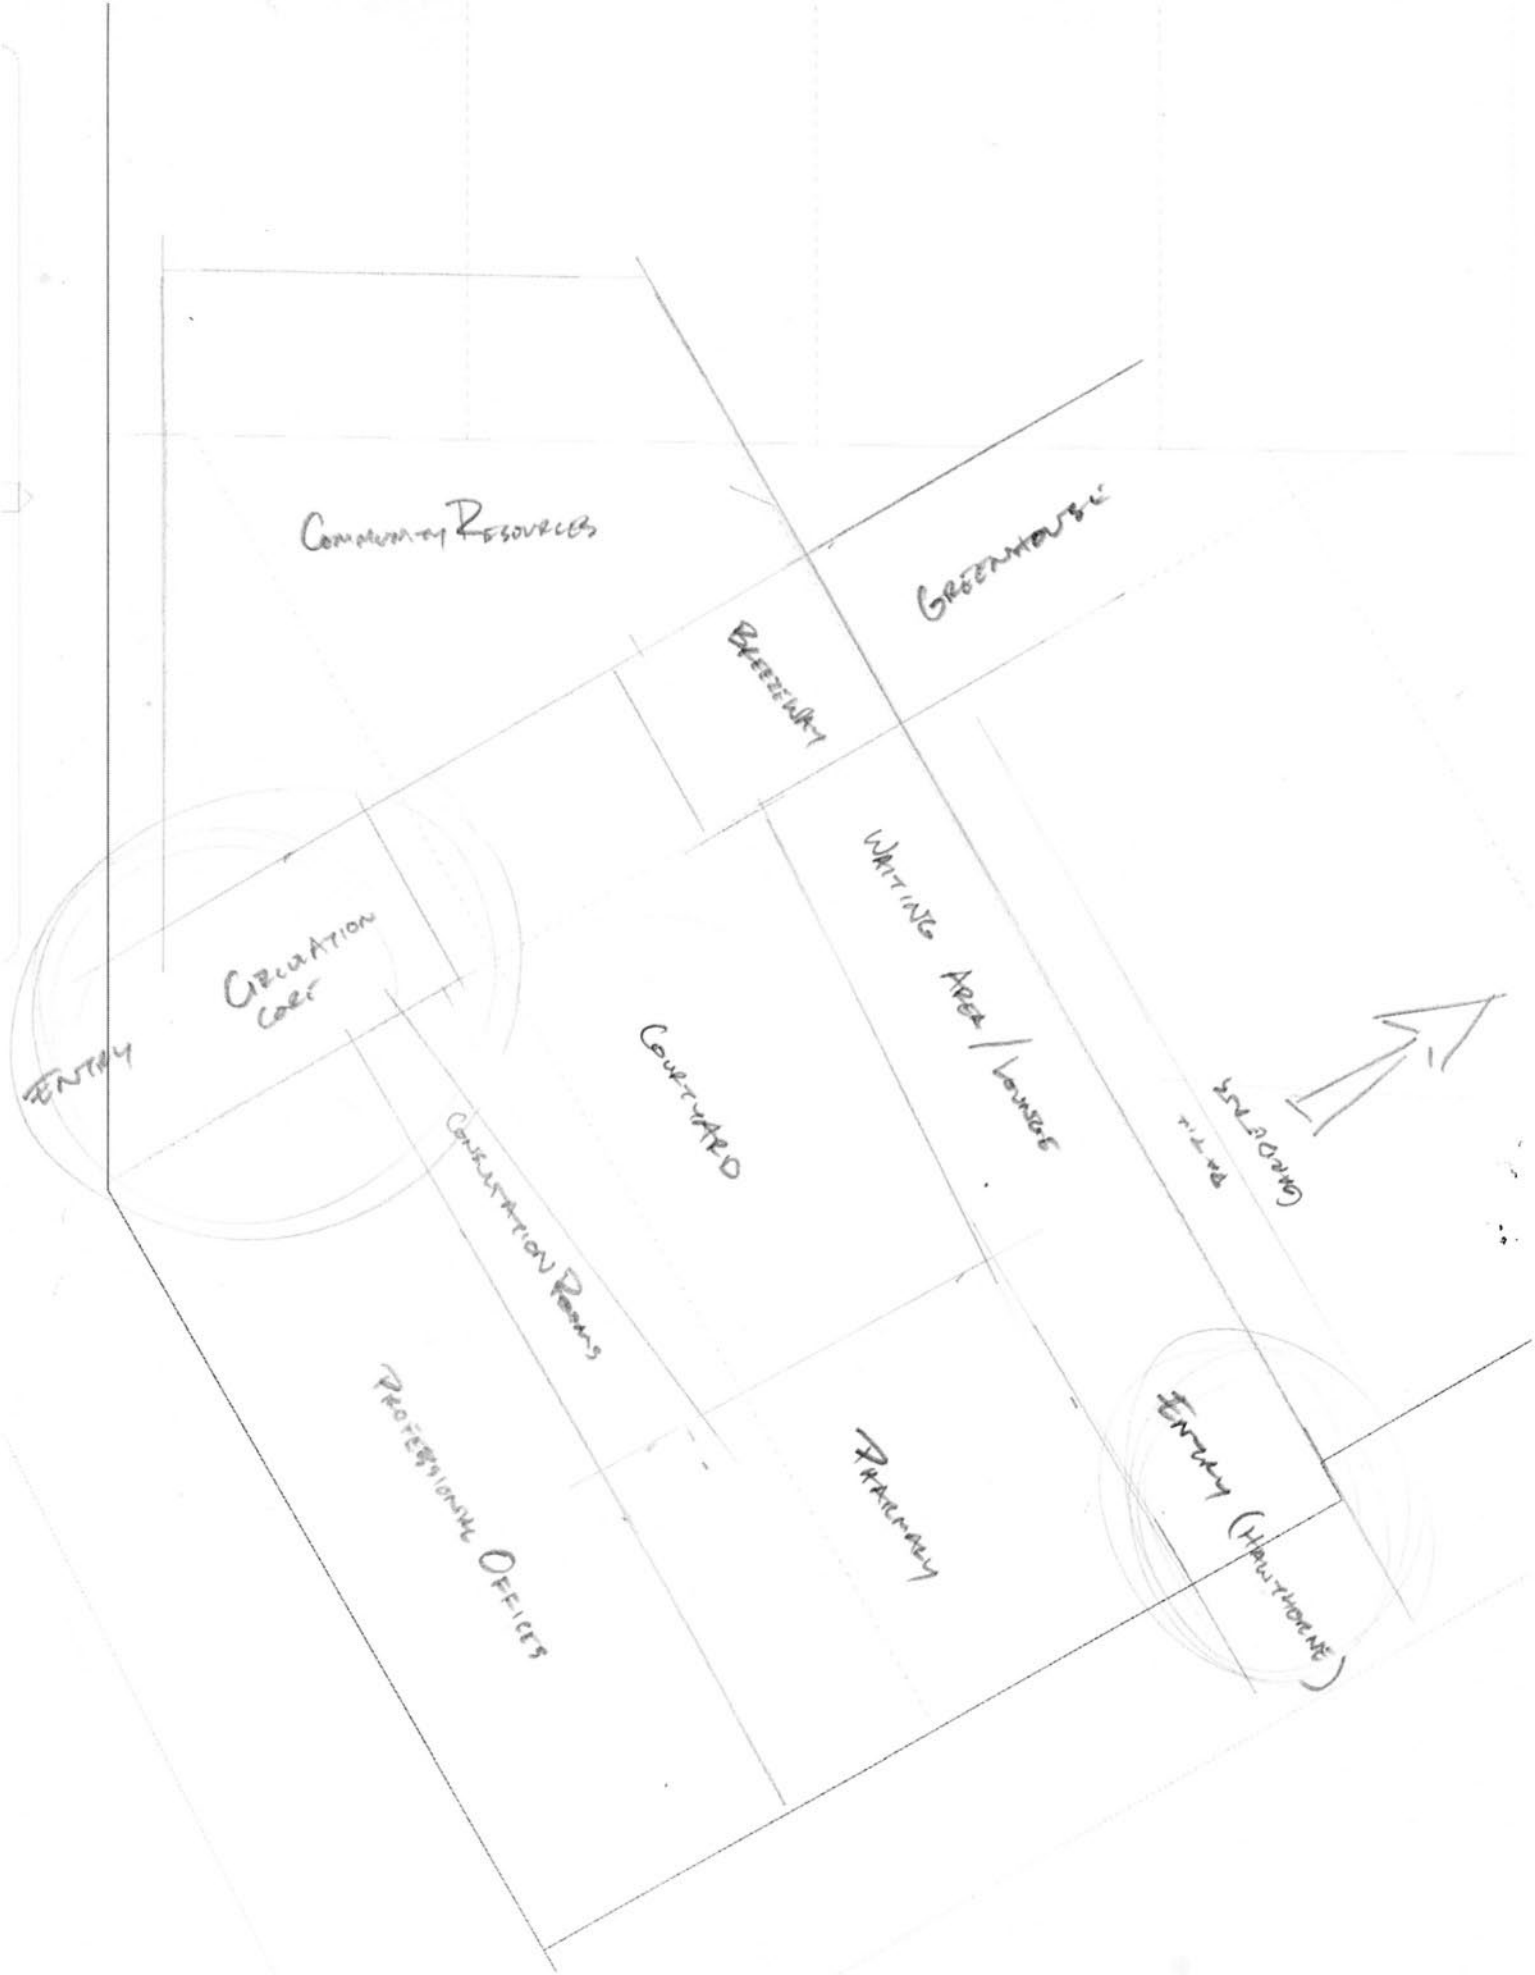 COMMUNITY RESOURCES
GREENHOUSE
BREEZEWAY
WAITING AREA / LOUNGE
CIRCULATION
CORE
ENTRY
COURTYARD
CONSULTATION ROOMS
GARDENS
PATIO
PROFESSIONAL OFFICES
PHARMACY
ENTRY (HAWTHORNE)